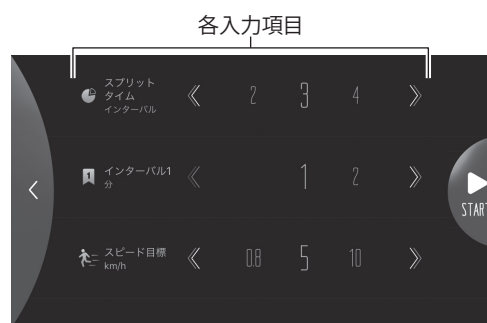 各入力項目
スプリット
タイム
インターバル
《 2 3 4 》
1 インターバル1
分
《 1 2 》
START
スピード目標
km/h
《 0.8 5 10 》